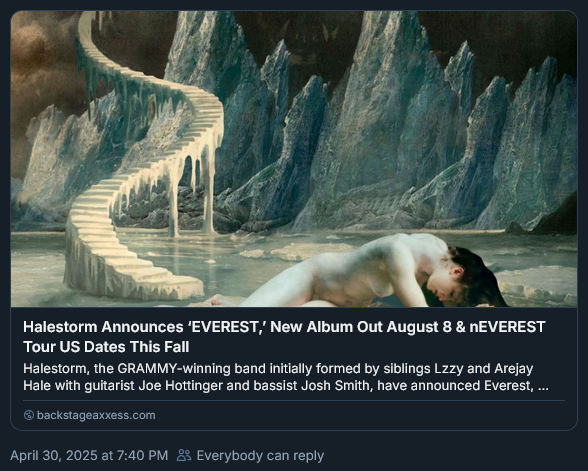 Halestorm Announces ‘EVEREST,’ New Album Out August 8 & nEVEREST
Tour US Dates This Fall
Halestorm, the GRAMMY-winning band initially formed by siblings Lzzy and Arejay
Hale with guitarist Joe Hottinger and bassist Josh Smith, have announced Everest, ...
backstageaxxess.com
April 30, 2025 at 7:40 PM Everybody can reply